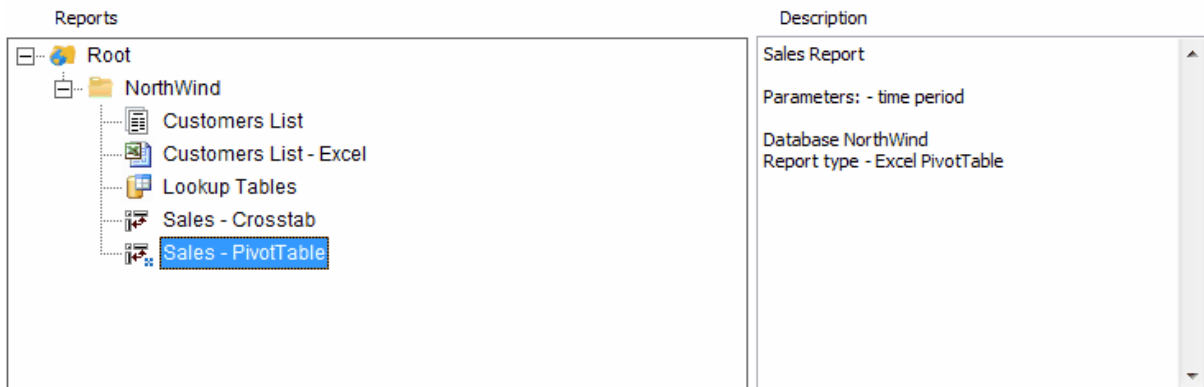 Reports
Root
NorthWind
Customers List
Customers List - Excel
Lookup Tables
Sales - Crosstab
Sales - PivotTable
Description
Sales Report
Parameters: - time period
Database NorthWind
Report type - Excel PivotTable